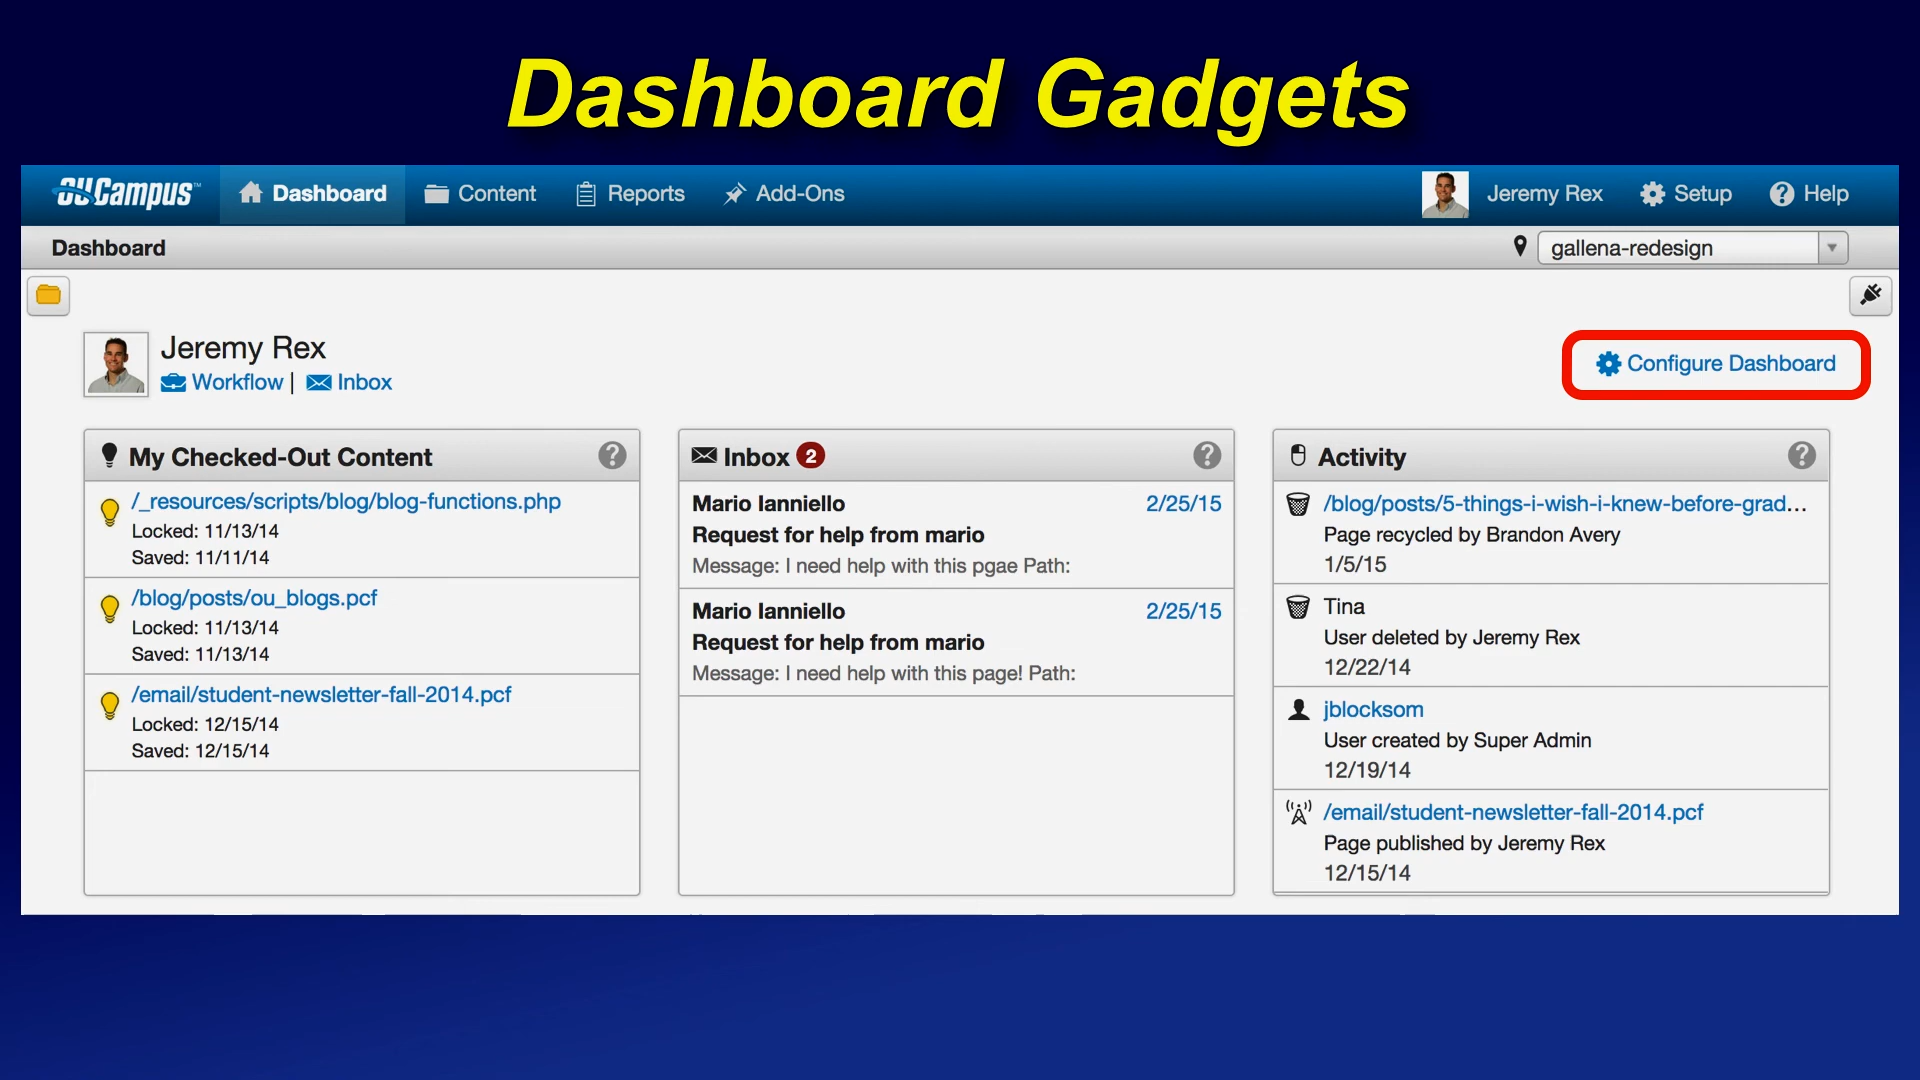 Dashboard Gadgets
OU Campus™ Dashboard Content Reports Add-Ons Jeremy Rex Setup Help
Dashboard gallena-redesign
Jeremy Rex
Workflow | Inbox
Configure Dashboard
My Checked-Out Content
/_resources/scripts/blog/blog-functions.php
Locked: 11/13/14
Saved: 11/11/14
/blog/posts/ou_blogs.pcf
Locked: 11/13/14
Saved: 11/13/14
/email/student-newsletter-fall-2014.pcf
Locked: 12/15/14
Saved: 12/15/14
Inbox 2
Mario Ianniello 2/25/15
Request for help from mario
Message: I need help with this pgae Path:
Mario Ianniello 2/25/15
Request for help from mario
Message: I need help with this page! Path:
Activity
/blog/posts/5-things-i-wish-i-knew-before-grad...
Page recycled by Brandon Avery
1/5/15
Tina
User deleted by Jeremy Rex
12/22/14
jblocksom
User created by Super Admin
12/19/14
/email/student-newsletter-fall-2014.pcf
Page published by Jeremy Rex
12/15/14